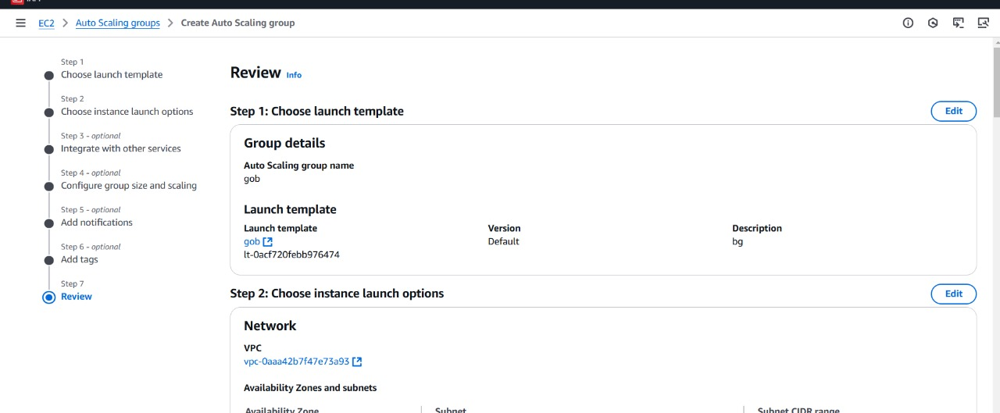 EC2 > Auto Scaling groups > Create Auto Scaling group
Step 1
Choose launch template
Step 2
Choose instance launch options
Step 3 - optional
Integrate with other services
Step 4 - optional
Configure group size and scaling
Step 5 - optional
Add notifications
Step 6 - optional
Add tags
Step 7
Review
Review Info
Step 1: Choose launch template
Edit
Group details
Auto Scaling group name
gob
Launch template
Launch template
Version
Description
gob
Default
bg
lt-0acf720febb976474
Step 2: Choose instance launch options
Edit
Network
VPC
vpc-0aaa42b7f47e73a93
Availability Zones and subnets
Availability Zone
Subnet
Subnet CIDR range